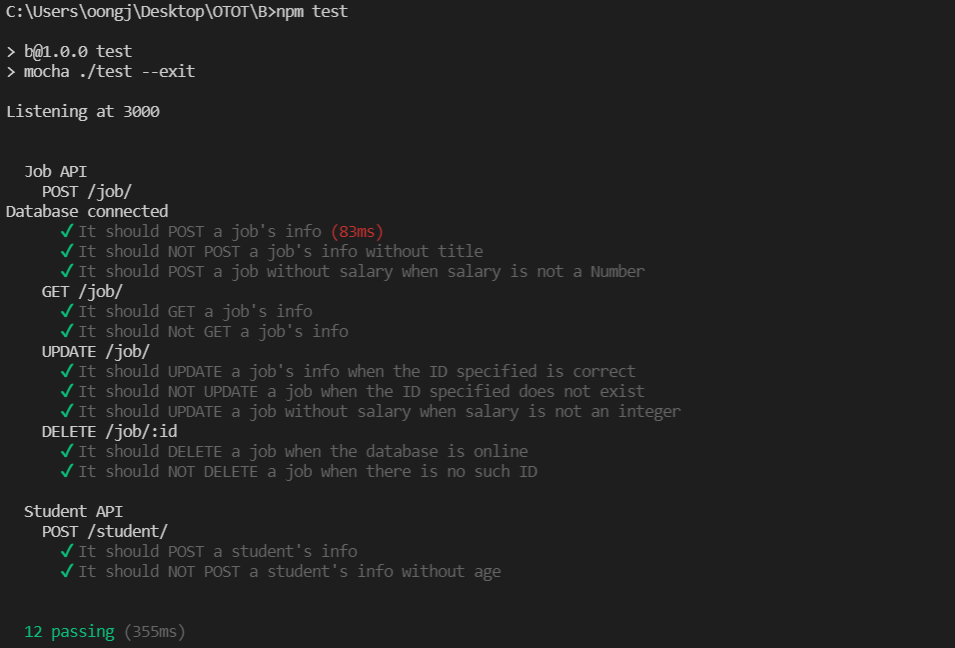 C:\Users\oongj\Desktop\OTOT\B>npm test
> b@1.0.0 test
> mocha ./test --exit
Listening at 3000
Job API
POST /job/
Database connected
✓ It should POST a job's info (83ms)
✓ It should NOT POST a job's info without title
✓ It should POST a job without salary when salary is not a Number
GET /job/
✓ It should GET a job's info
✓ It should Not GET a job's info
UPDATE /job/
✓ It should UPDATE a job's info when the ID specified is correct
✓ It should NOT UPDATE a job when the ID specified does not exist
✓ It should UPDATE a job without salary when salary is not an integer
DELETE /job/:id
✓ It should DELETE a job when the database is online
✓ It should NOT DELETE a job when there is no such ID
Student API
POST /student/
✓ It should POST a student's info
✓ It should NOT POST a student's info without age
12 passing (355ms)